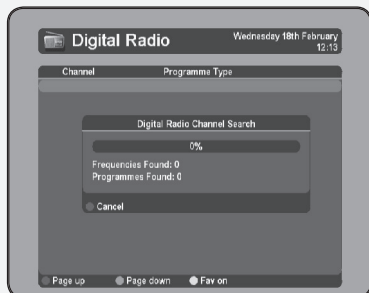 Digital Radio
Wednesday 18th February
12:13
Channel Programme Type
Digital Radio Channel Search
0%
Frequencies Found: 0
Programmes Found: 0
Cancel
Page up Page down Fav on